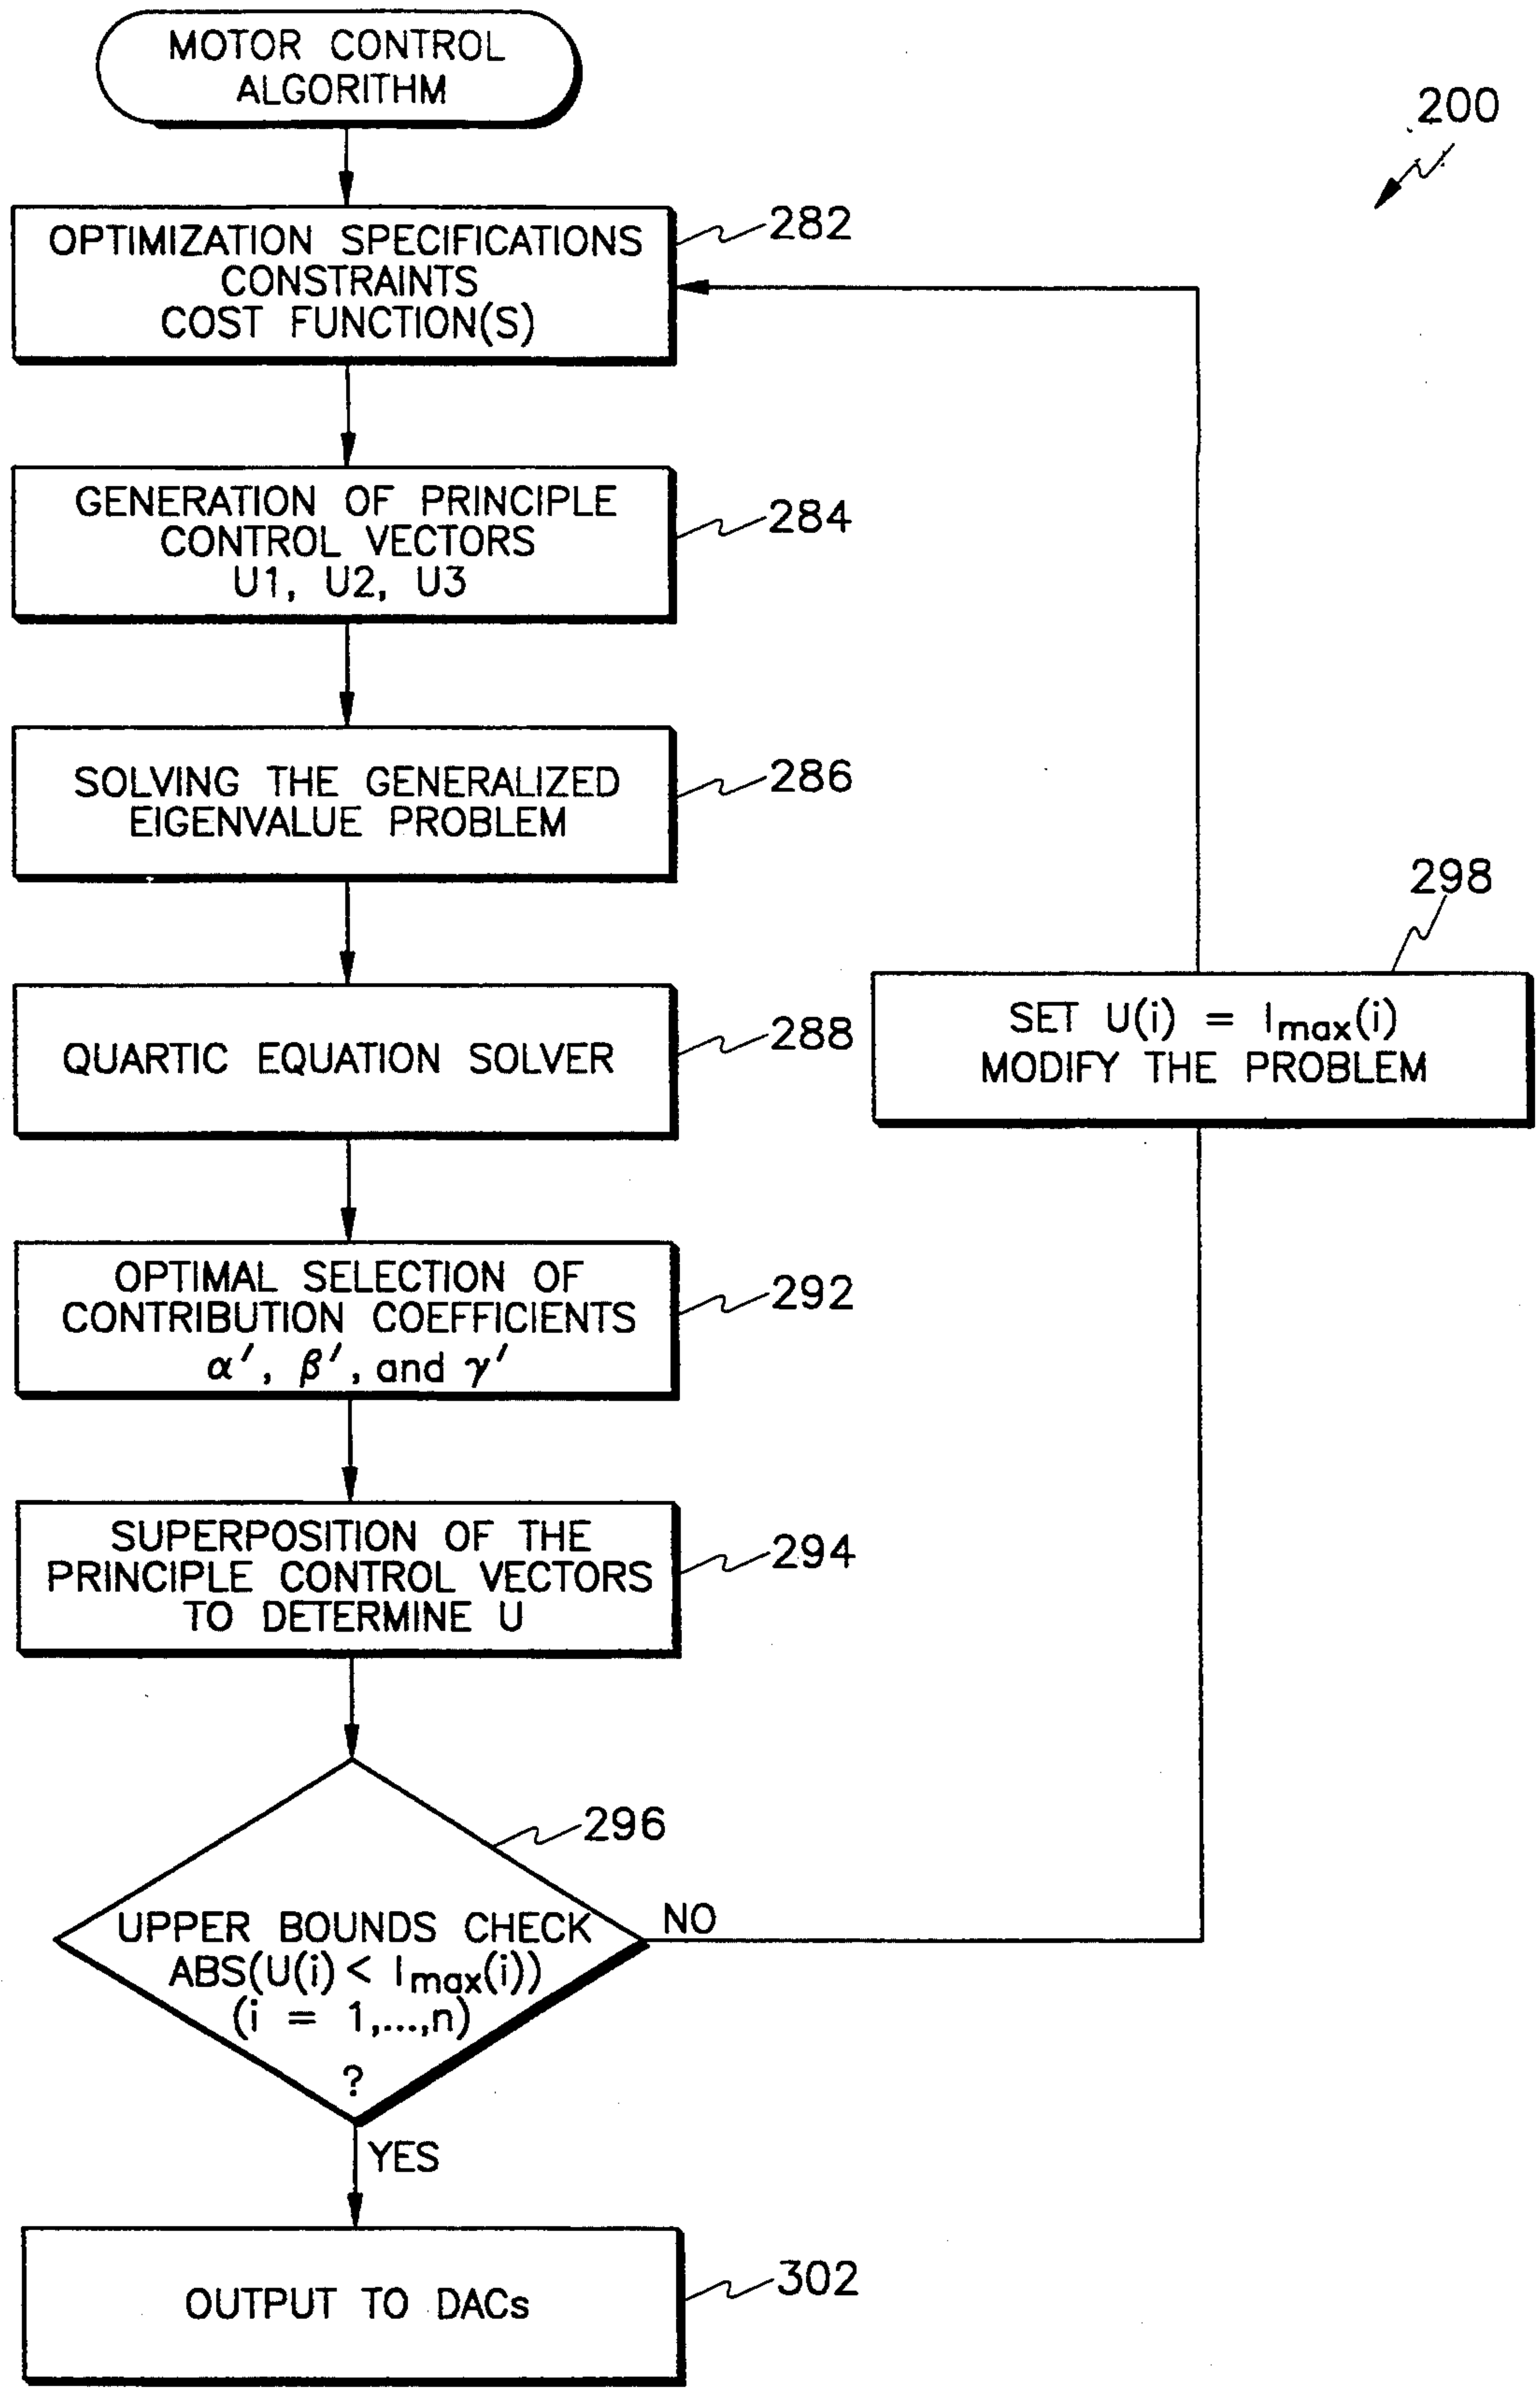 MOTOR CONTROL
ALGORITHM
200
OPTIMIZATION SPECIFICATIONS
CONSTRAINTS
COST FUNCTION(S)
282
GENERATION OF PRINCIPLE
CONTROL VECTORS
U1, U2, U3
284
SOLVING THE GENERALIZED
EIGENVALUE PROBLEM
286
298
SET U(i) = Imax(i)
MODIFY THE PROBLEM
QUARTIC EQUATION SOLVER
288
OPTIMAL SELECTION OF
CONTRIBUTION COEFFICIENTS
α′, β′, and γ′
292
SUPERPOSITION OF THE
PRINCIPLE CONTROL VECTORS
TO DETERMINE U
294
296
UPPER BOUNDS CHECK
ABS(U(i) < Imax(i))
(i = 1,...,n)
?
NO
YES
OUTPUT TO DACs
302